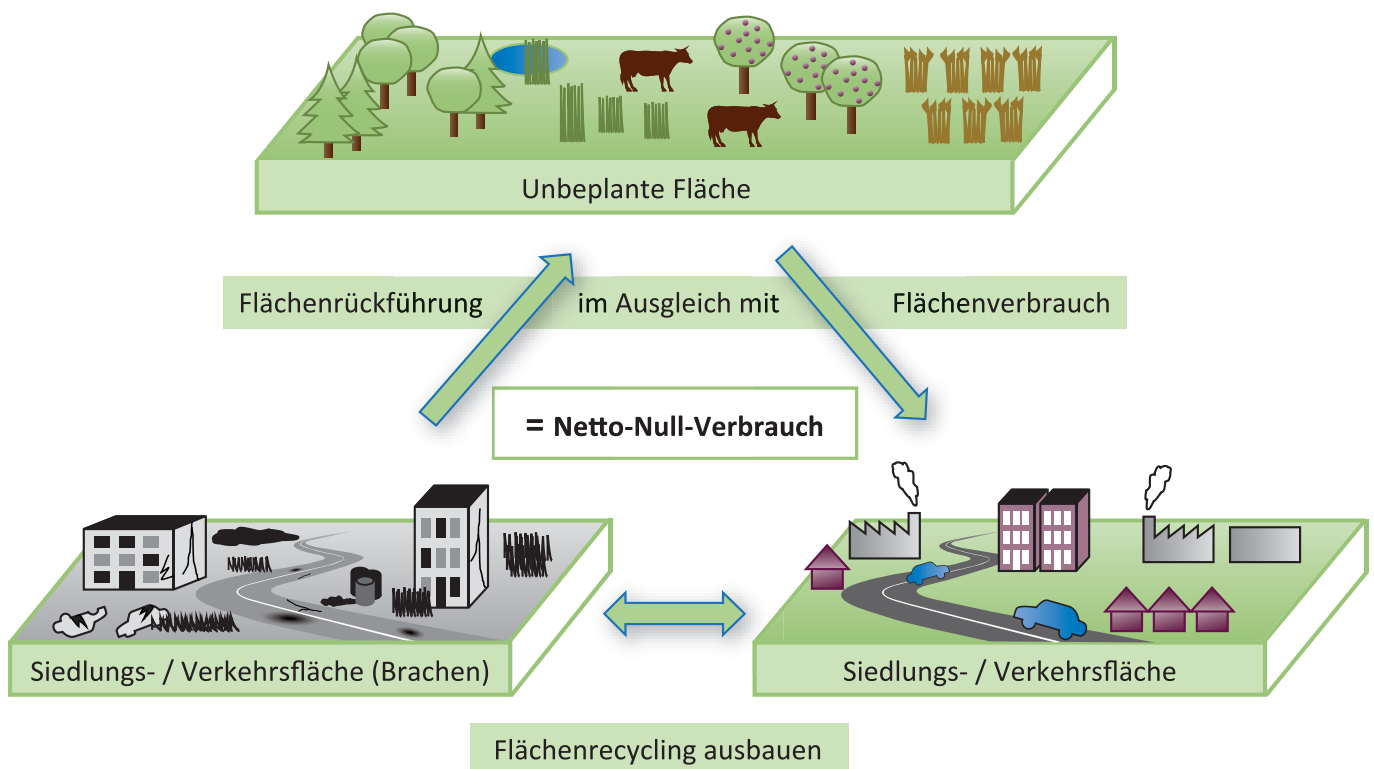 Unbeplante Fläche
Flächenrückführung im Ausgleich mit Flächenverbrauch
= Netto-Null-Verbrauch
Siedlungs- / Verkehrsfläche (Brachen)
Siedlungs- / Verkehrsfläche
Flächenrecycling ausbauen